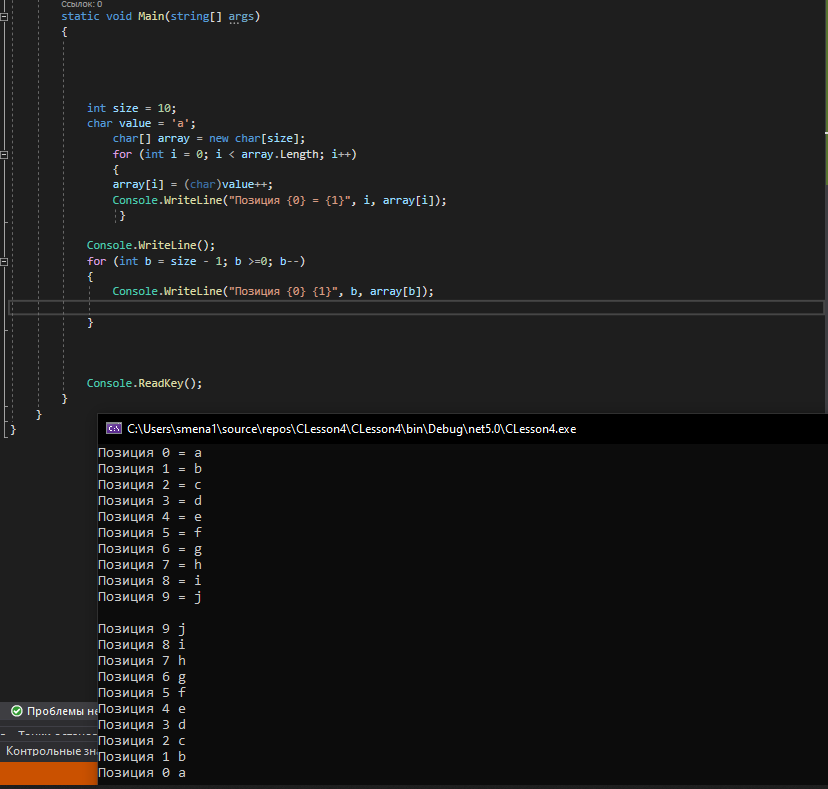 Ссылок: 0
static void Main(string[] args)
{
int size = 10;
char value = 'a';
char[] array = new char[size];
for (int i = 0; i < array.Length; i++)
{
array[i] = (char)value++;
Console.WriteLine("Позиция {0} = {1}", i, array[i]);
}
Console.WriteLine();
for (int b = size - 1; b >=0; b--)
{
Console.WriteLine("Позиция {0} {1}", b, array[b]);
}
Console.ReadKey();
}
}
}
C:\Users\smena1\source\repos\CLesson4\CLesson4\bin\Debug\net5.0\CLesson4.exe
Позиция 0 = a
Позиция 1 = b
Позиция 2 = c
Позиция 3 = d
Позиция 4 = e
Позиция 5 = f
Позиция 6 = g
Позиция 7 = h
Позиция 8 = i
Позиция 9 = j
Позиция 9 j
Позиция 8 i
Позиция 7 h
Позиция 6 g
Позиция 5 f
Позиция 4 e
Позиция 3 d
Позиция 2 c
Позиция 1 b
Позиция 0 a
Проблемы не
Контрольные зн